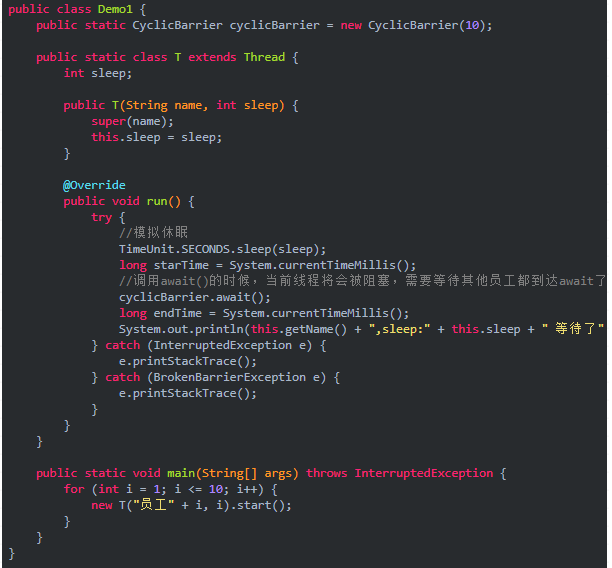 public class Demo1 {
    public static CyclicBarrier cyclicBarrier = new CyclicBarrier(10);
    public static class T extends Thread {
        int sleep;
        public T(String name, int sleep) {
            super(name);
            this.sleep = sleep;
        }
        @Override
        public void run() {
            try {
                //模拟休眠
                TimeUnit.SECONDS.sleep(sleep);
                long starTime = System.currentTimeMillis();
                //调用await()的时候，当前线程将会被阻塞，需要等待其他员工都到达await了
                cyclicBarrier.await();
                long endTime = System.currentTimeMillis();
                System.out.println(this.getName() + ",sleep:" + this.sleep + " 等待了"
            } catch (InterruptedException e) {
                e.printStackTrace();
            } catch (BrokenBarrierException e) {
                e.printStackTrace();
            }
        }
    }
    public static void main(String[] args) throws InterruptedException {
        for (int i = 1; i <= 10; i++) {
            new T("员工" + i, i).start();
        }
    }
}